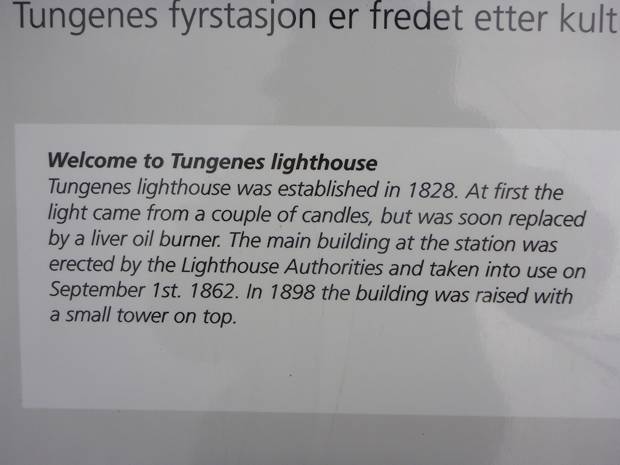 Tungenes fyrstasjon er fredet etter kult
Welcome to Tungenes lighthouse
Tungenes lighthouse was established in 1828. At first the
light came from a couple of candles, but was soon replaced
by a liver oil burner. The main building at the station was
erected by the Lighthouse Authorities and taken into use on
September 1st. 1862. In 1898 the building was raised with
a small tower on top.